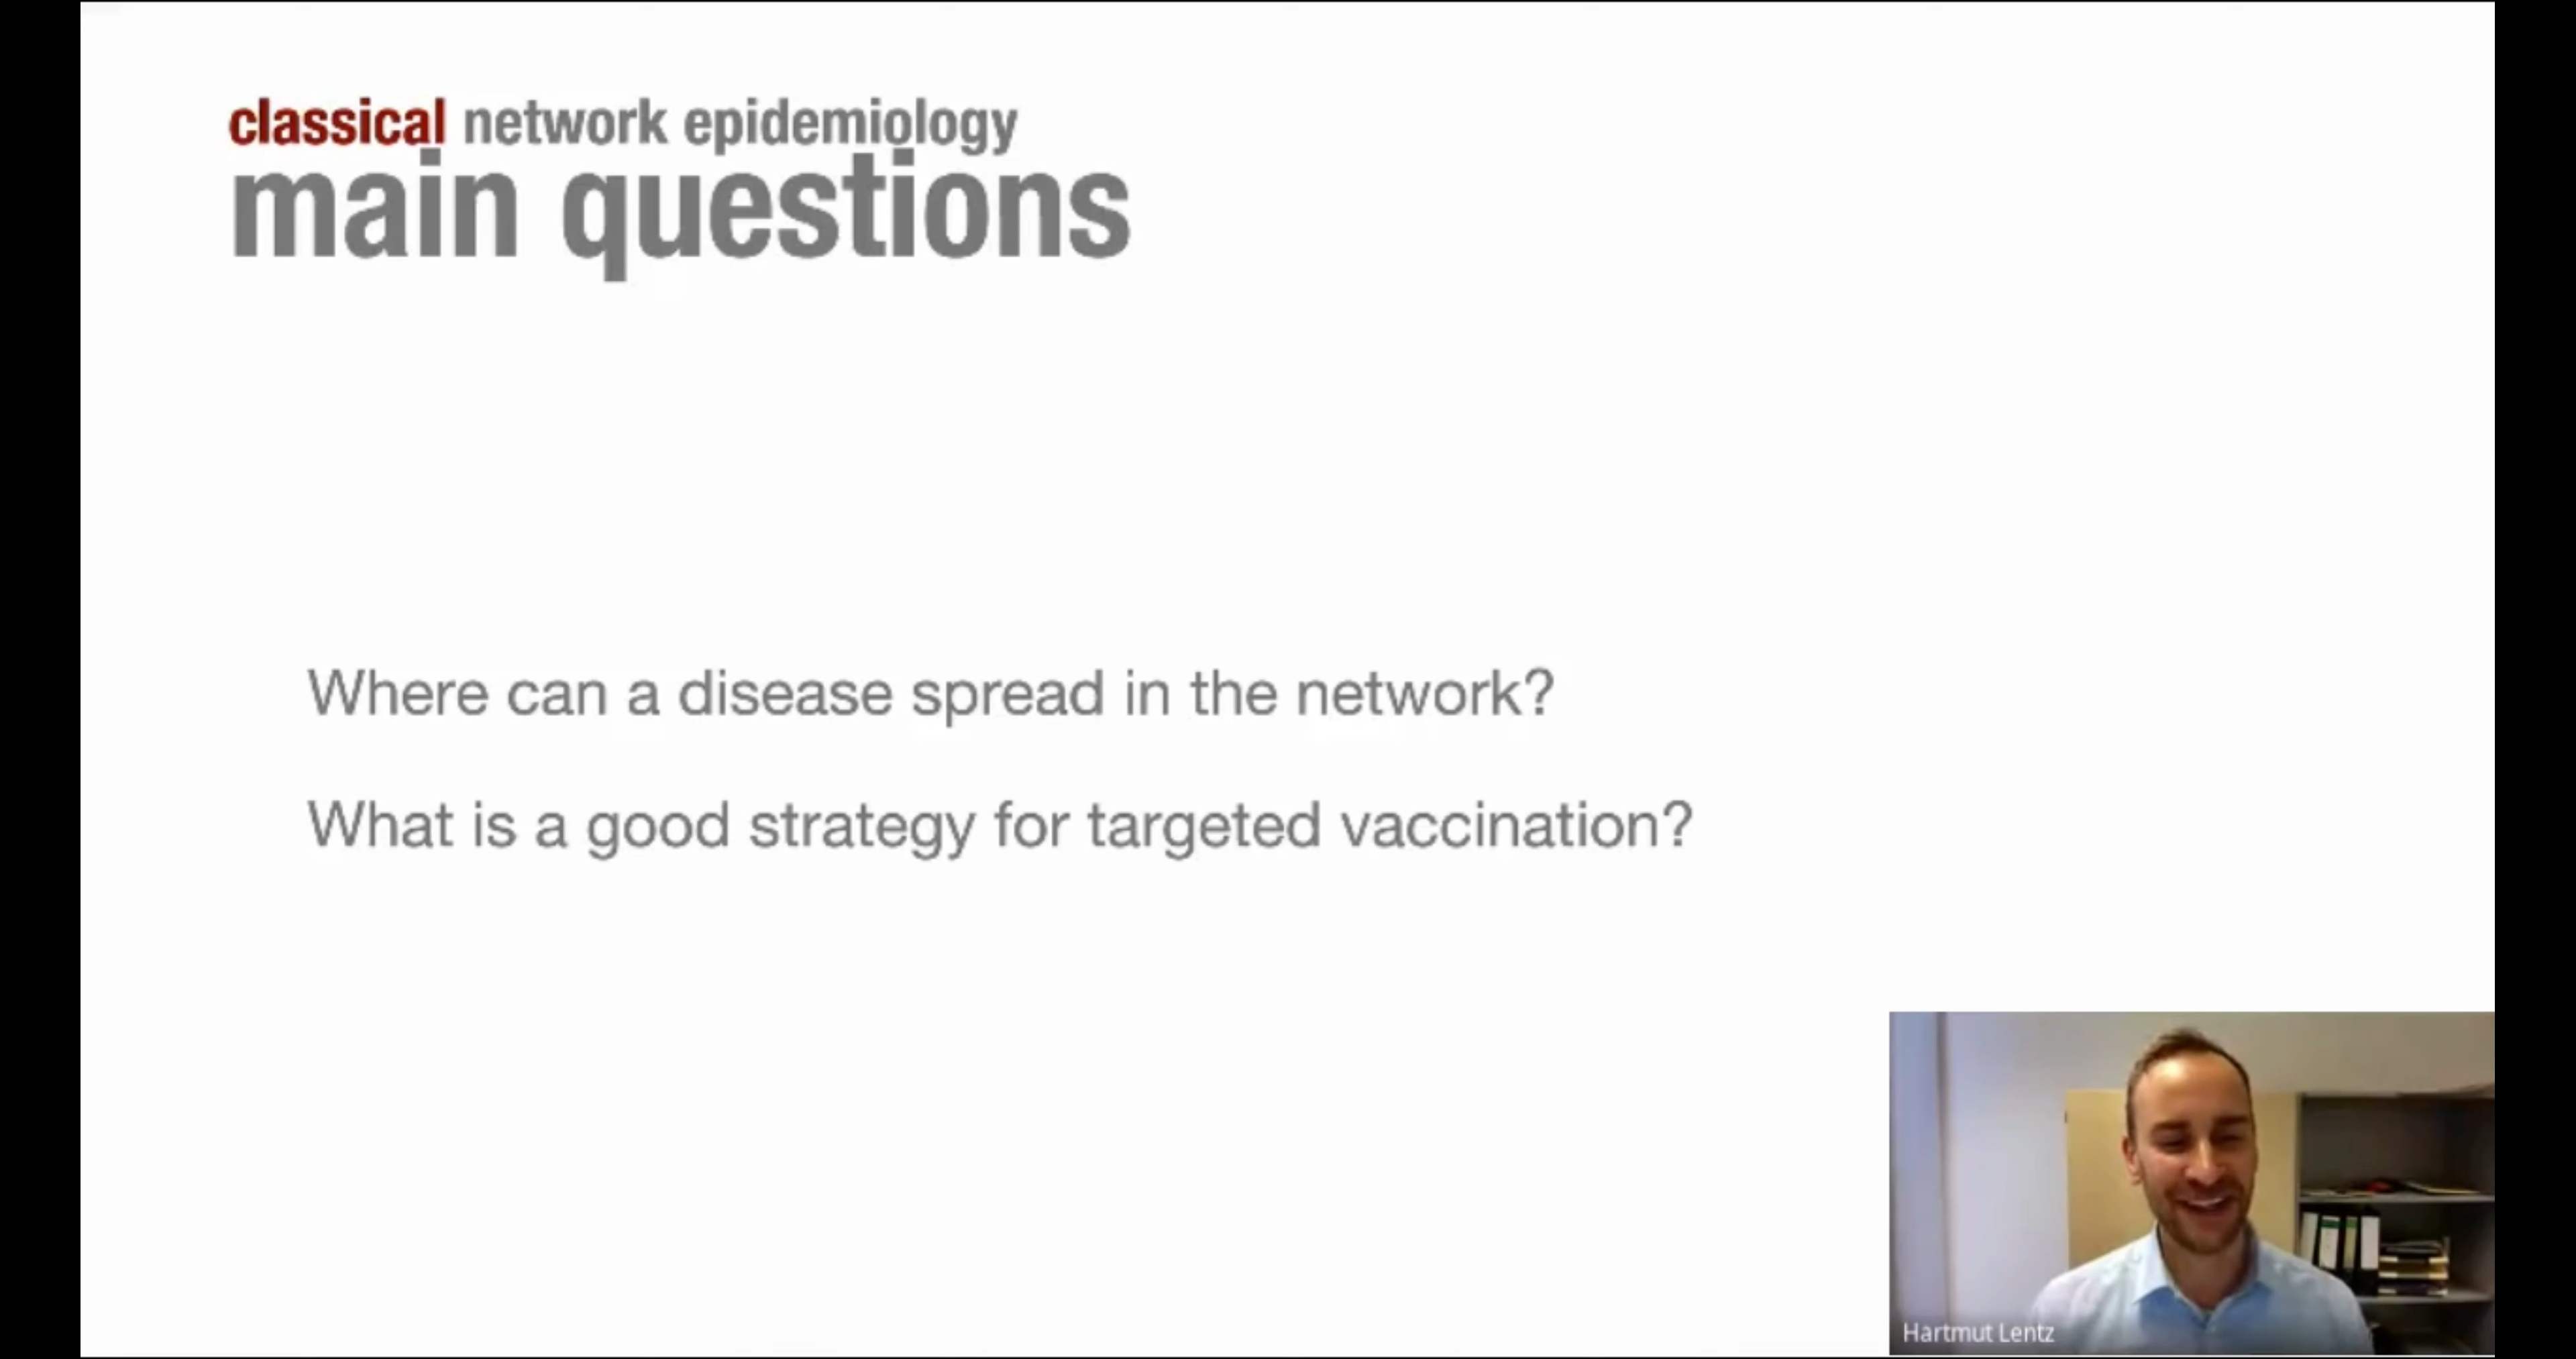 classical network epidemiology
main questions
Where can a disease spread in the network?
What is a good strategy for targeted vaccination?
Hartmut Lentz